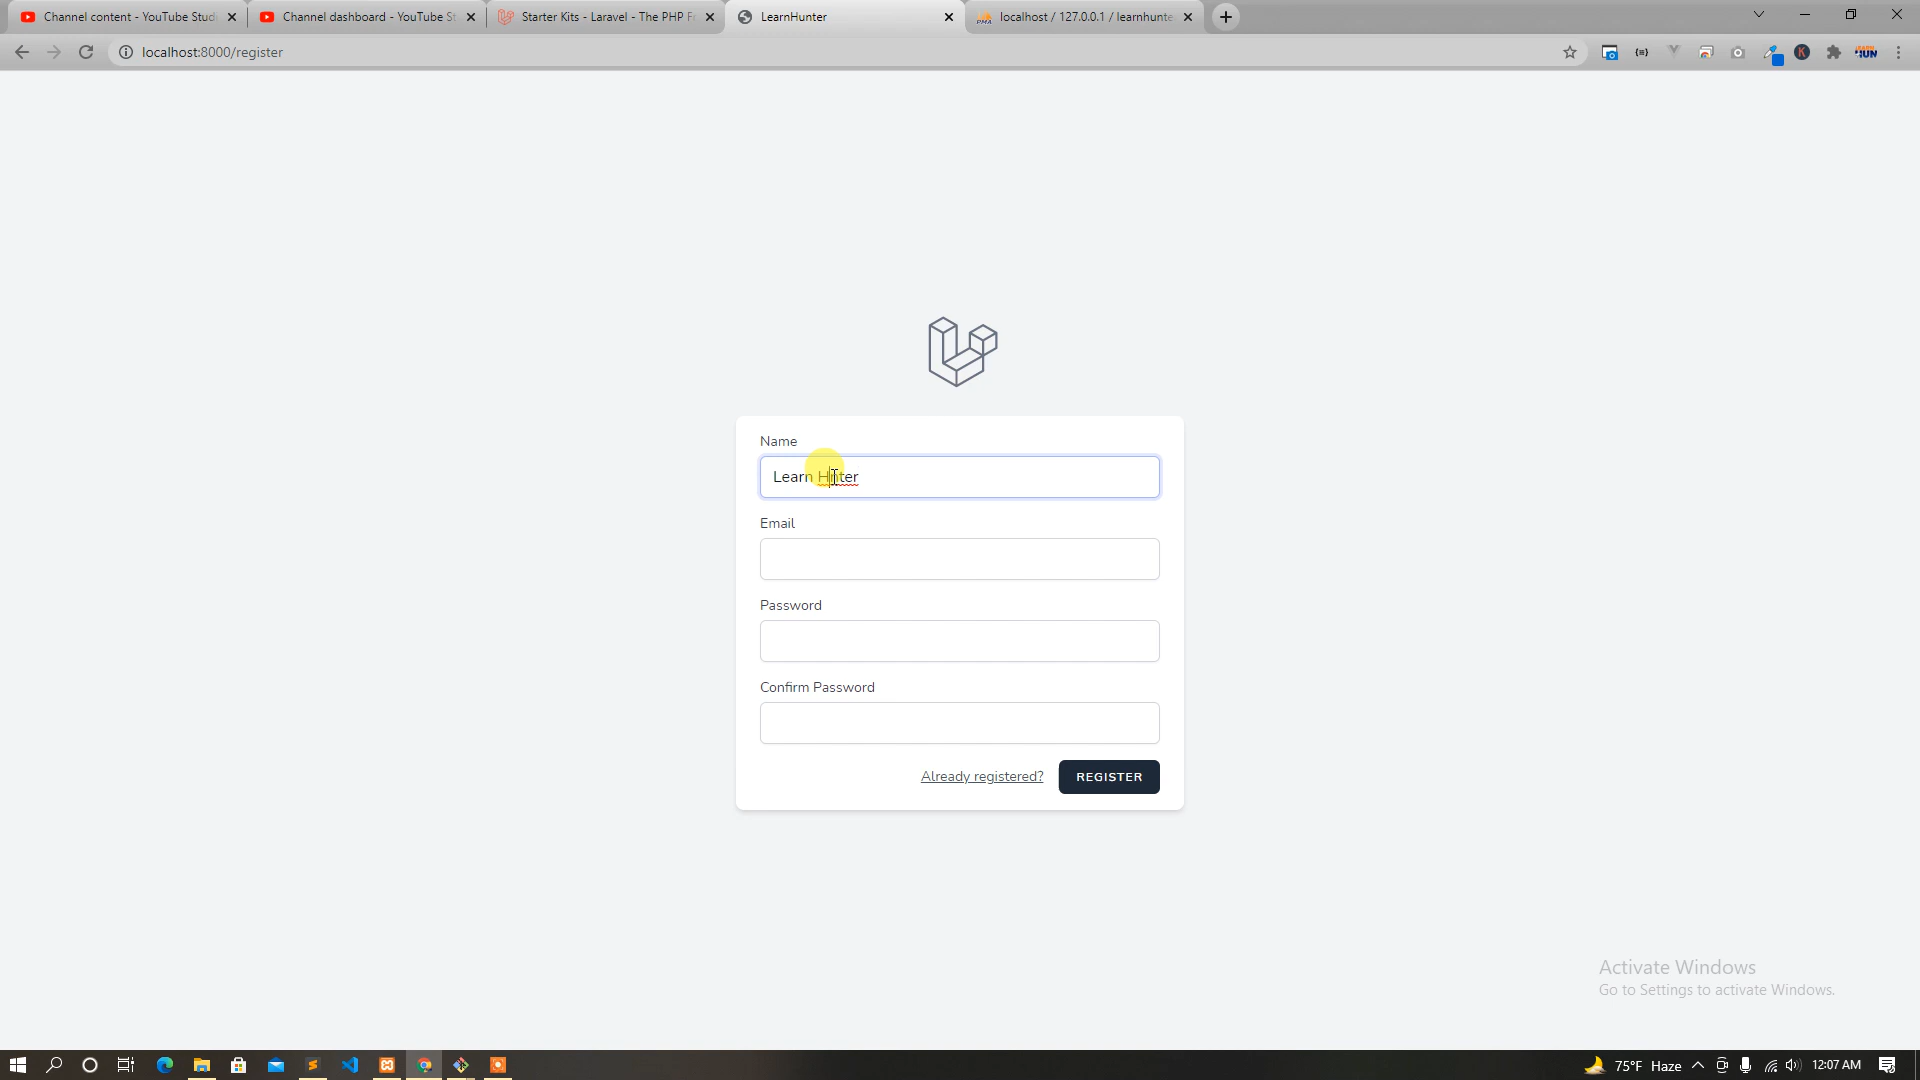 Channel content - YouTube Studi
Channel dashboard - YouTube St
Starter Kits - Laravel - The PHP Fr
LearnHunter
localhost / 127.0.0.1 / learnhunte
localhost:8000/register
Name
Learn Hnter
Email
Password
Confirm Password
Already registered?
REGISTER
Activate Windows
Go to Settings to activate Windows.
75°F Haze
12:07 AM